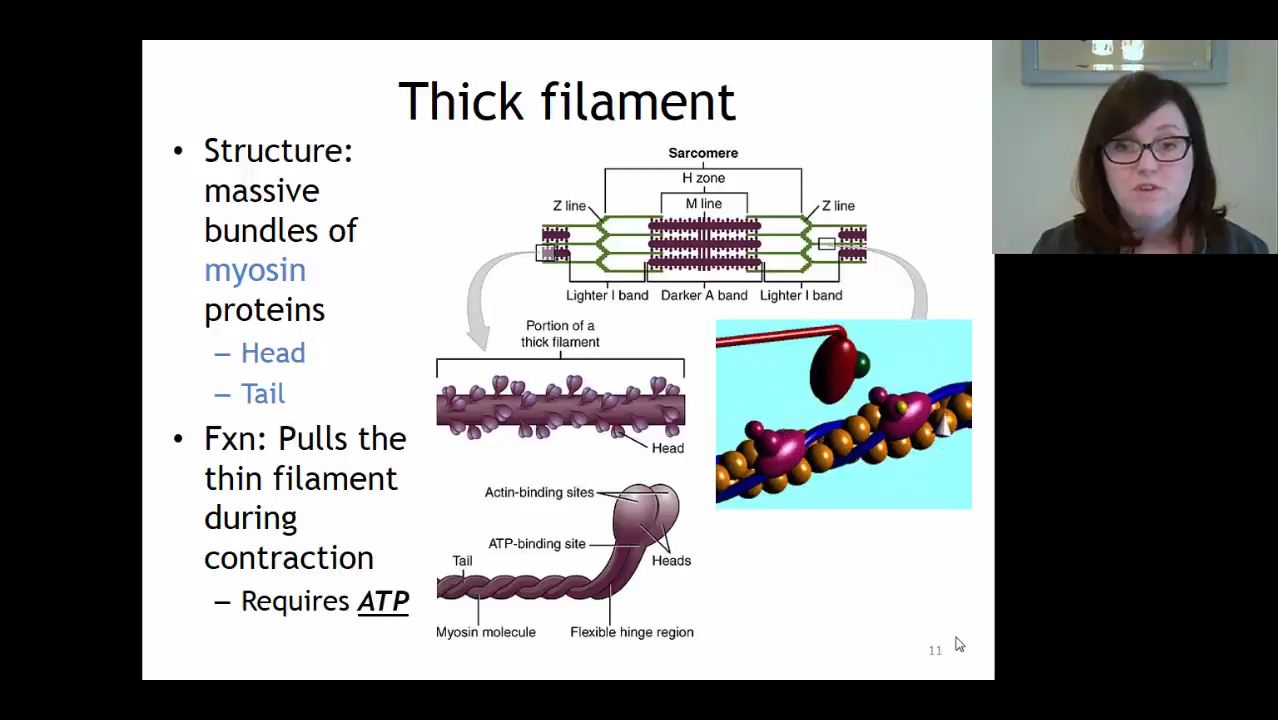 Thick filament
• Structure:
massive
bundles of
myosin
proteins
– Head
– Tail
• Fxn: Pulls the
thin filament
during
contraction
– Requires ATP
Sarcomere
H zone
M line
Z line
Z line
Lighter I band
Darker A band
Lighter I band
Portion of a
thick filament
Head
Actin-binding sites
ATP-binding site
Heads
Tail
Myosin molecule
Flexible hinge region
11